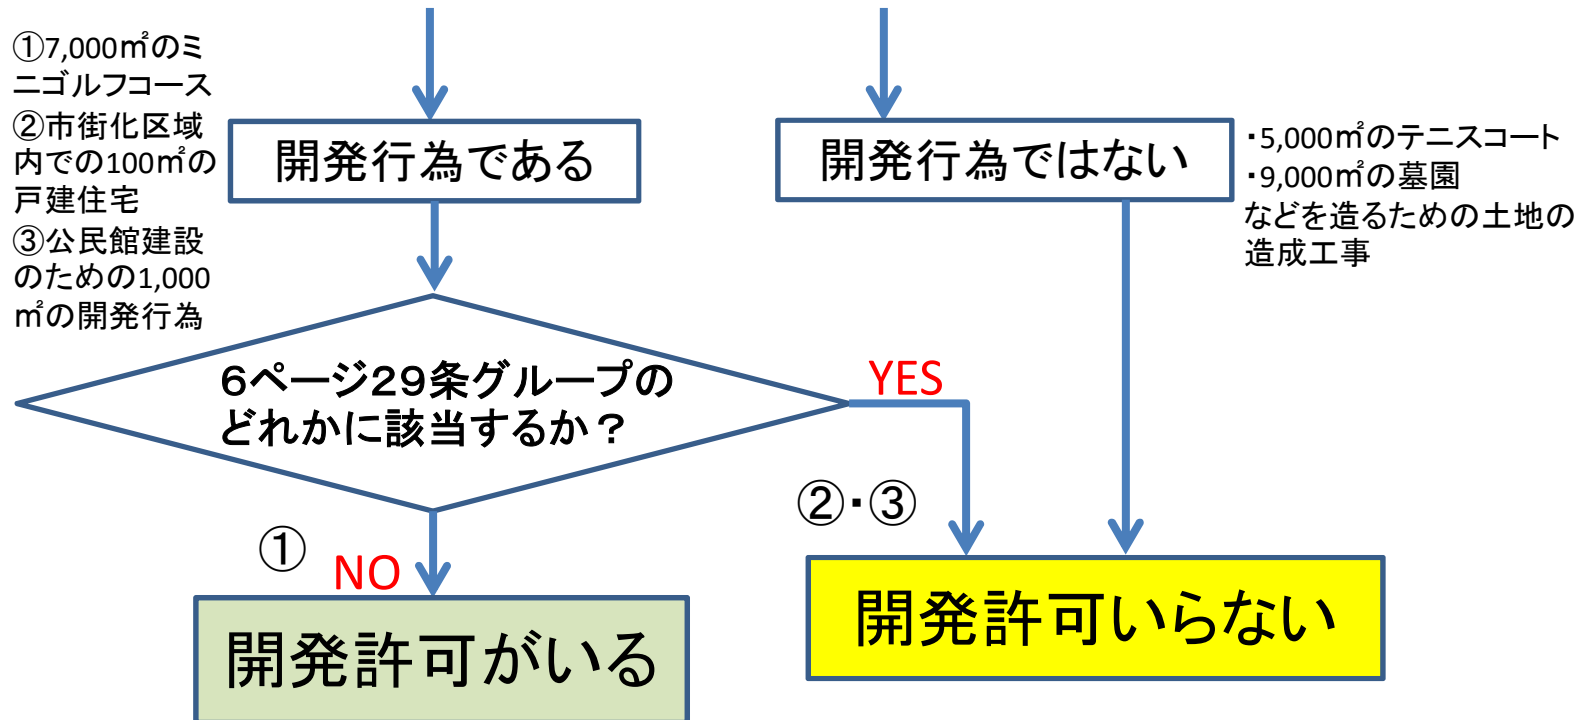 ①7,000㎡のミ
ニゴルフコース
②市街化区域
内での100㎡の
戸建住宅
③公民館建設
のための1,000
㎡の開発行為
開発行為である
開発行為ではない
・5,000㎡のテニスコート
・9,000㎡の墓園
などを造るための土地の
造成工事
6ページ29条グループの
どれかに該当するか？
YES
②・③
①
NO
開発許可がいる
開発許可いらない